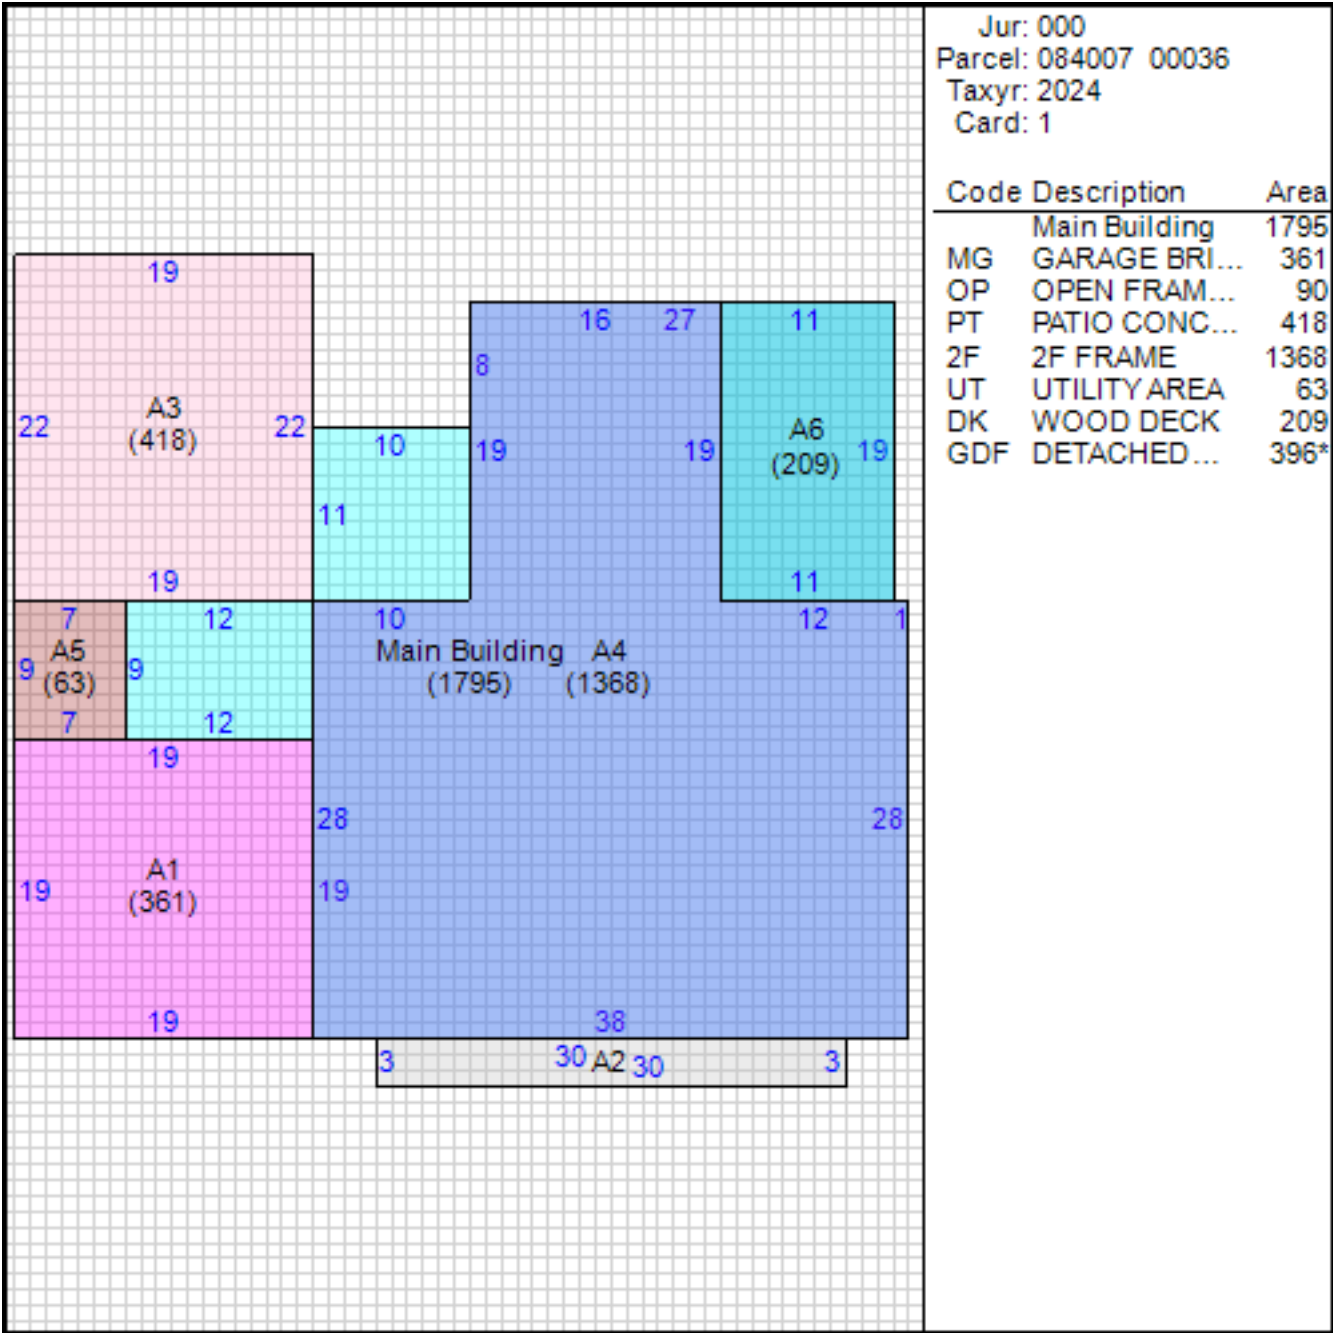 Jur: 000
Parcel: 084007 00036
Taxyr: 2024
Card: 1
Code Description Area
Main Building 1795
MG GARAGE BRI... 361
OP OPEN FRAM... 90
PT PATIO CONC... 418
2F 2F FRAME 1368
UT UTILITY AREA 63
DK WOOD DECK 209
GDF DETACHED... 396*
19
16 27 11
8
A3
(418)
22 22
10
19 19
A6
(209)
19
11
19
11
7 12
10
12 1
A5
(63)
9 9
Main Building A4
(1795) (1368)
7 12
19
28 28
A1
(361)
19 19
19
38
3 30 A2 30 3